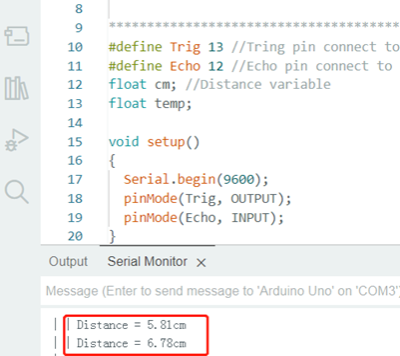 8
9 ****************************************
10 #define Trig 13 //Tring pin connect to
11 #define Echo 12 //Echo pin connect to
12 float cm; //Distance variable
13 float temp;
14
15 void setup()
16 {
17 Serial.begin(9600);
18 pinMode(Trig, OUTPUT);
19 pinMode(Echo, INPUT);
20 }
Output Serial Monitor ×
Message (Enter to send message to 'Arduino Uno' on 'COM3')
| | Distance = 5.81cm
| | Distance = 6.78cm